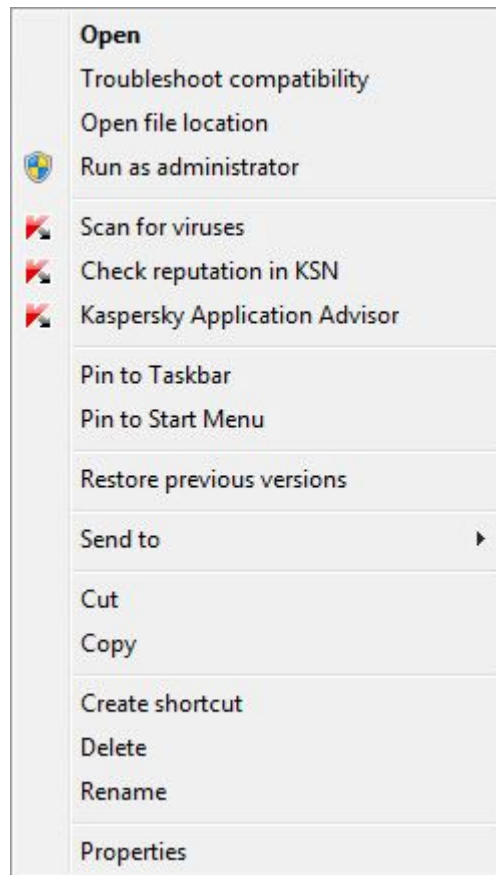 Open
Troubleshoot compatibility
Open file location
Run as administrator
Scan for viruses
Check reputation in KSN
Kaspersky Application Advisor
Pin to Taskbar
Pin to Start Menu
Restore previous versions
Send to
Cut
Copy
Create shortcut
Delete
Rename
Properties